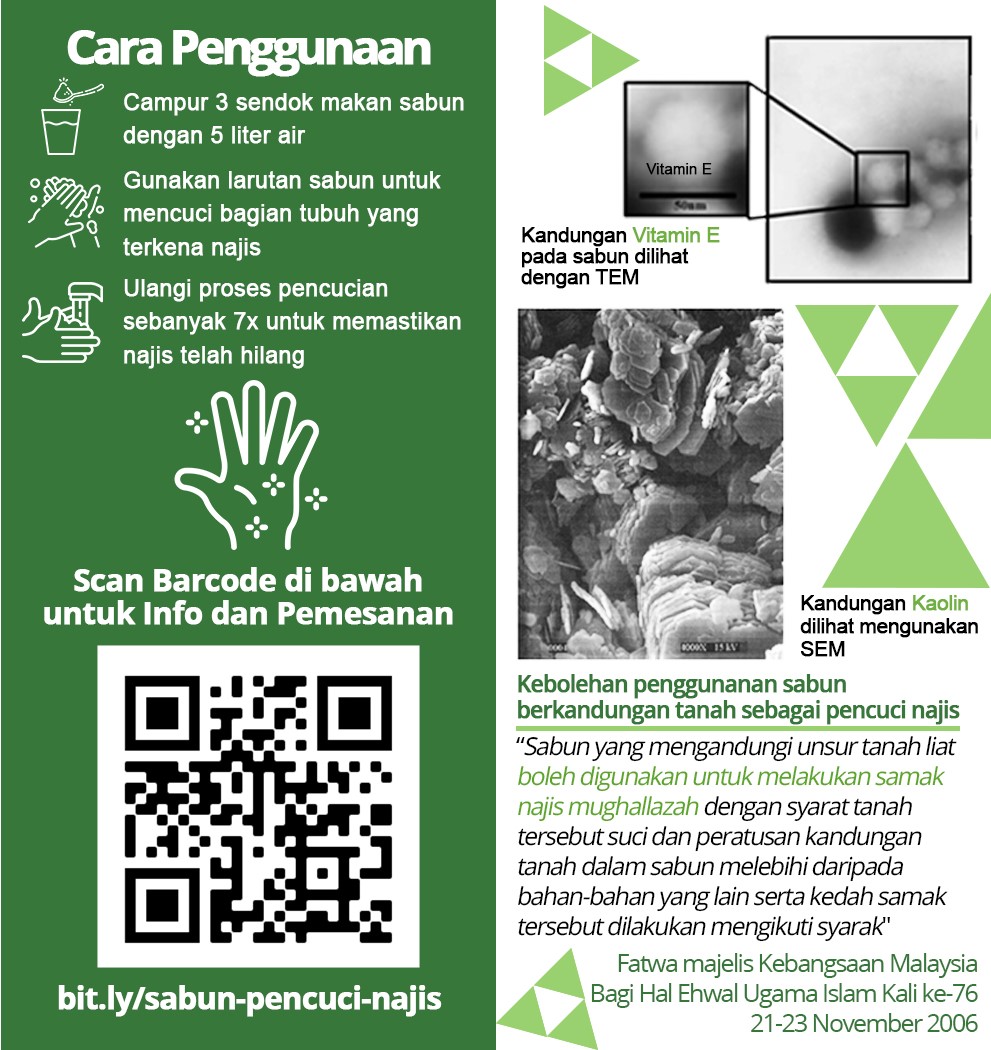 Cara Penggunaan
Campur 3 sendok makan sabun
dengan 5 liter air
Gunakan larutan sabun untuk
mencuci bagian tubuh yang
terkena najis
Ulangi proses pencucian
sebanyak 7x untuk memastikan
najis telah hilang
Scan Barcode di bawah
untuk Info dan Pemesanan
bit.ly/sabun-pencuci-najis
Vitamin E
50nm
Kandungan Vitamin E
pada sabun dilihat
dengan TEM
4000X 15 kV
Kandungan Kaolin
dilihat mengunakan
SEM
Kebolehan penggunanan sabun
berkandungan tanah sebagai pencuci najis
“Sabun yang mengandungi unsur tanah liat
boleh digunakan untuk melakukan samak
najis mughallazah dengan syarat tanah
tersebut suci dan peratusan kandungan
tanah dalam sabun melebihi daripada
bahan-bahan yang lain serta kedah samak
tersebut dilakukan mengikuti syarak"
Fatwa majelis Kebangsaan Malaysia
Bagi Hal Ehwal Ugama Islam Kali ke-76
21-23 November 2006